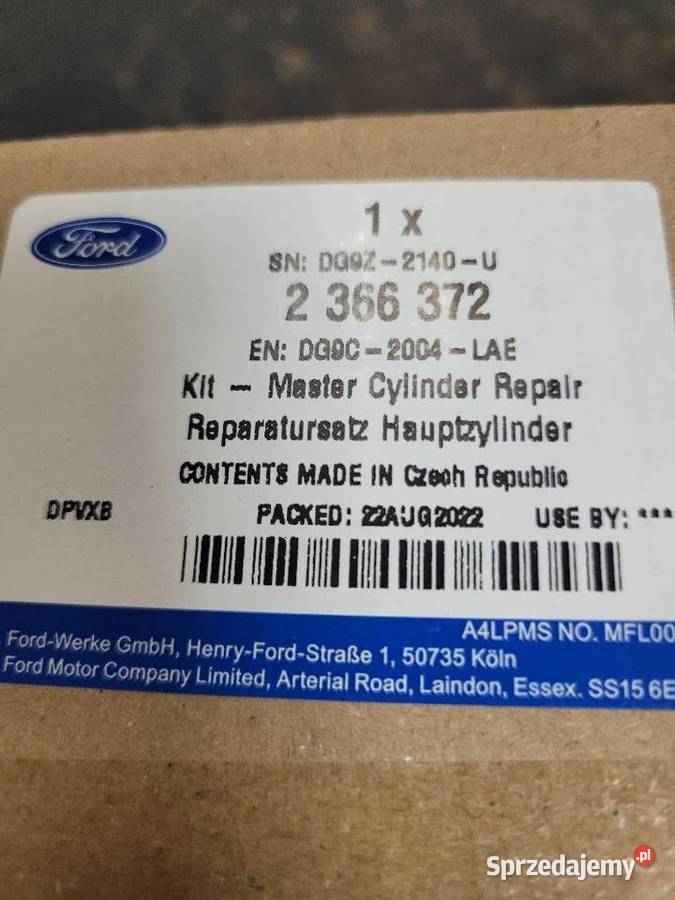 Ford
1 x
SN: DG9Z-2140-U
2 366 372
EN: DG9C-2004-LAE
Kit - Master Cylinder Repair
Reparatursatz Hauptzylinder
CONTENTS MADE IN Czech Republic
DPVXB PACKED: 22AUG2022 USE BY: ***
A4LPMS NO. MFL00
Ford-Werke GmbH, Henry-Ford-Straße 1, 50735 Köln
Ford Motor Company Limited, Arterial Road, Laindon, Essex. SS15 6E
Sprzedajemy.pl